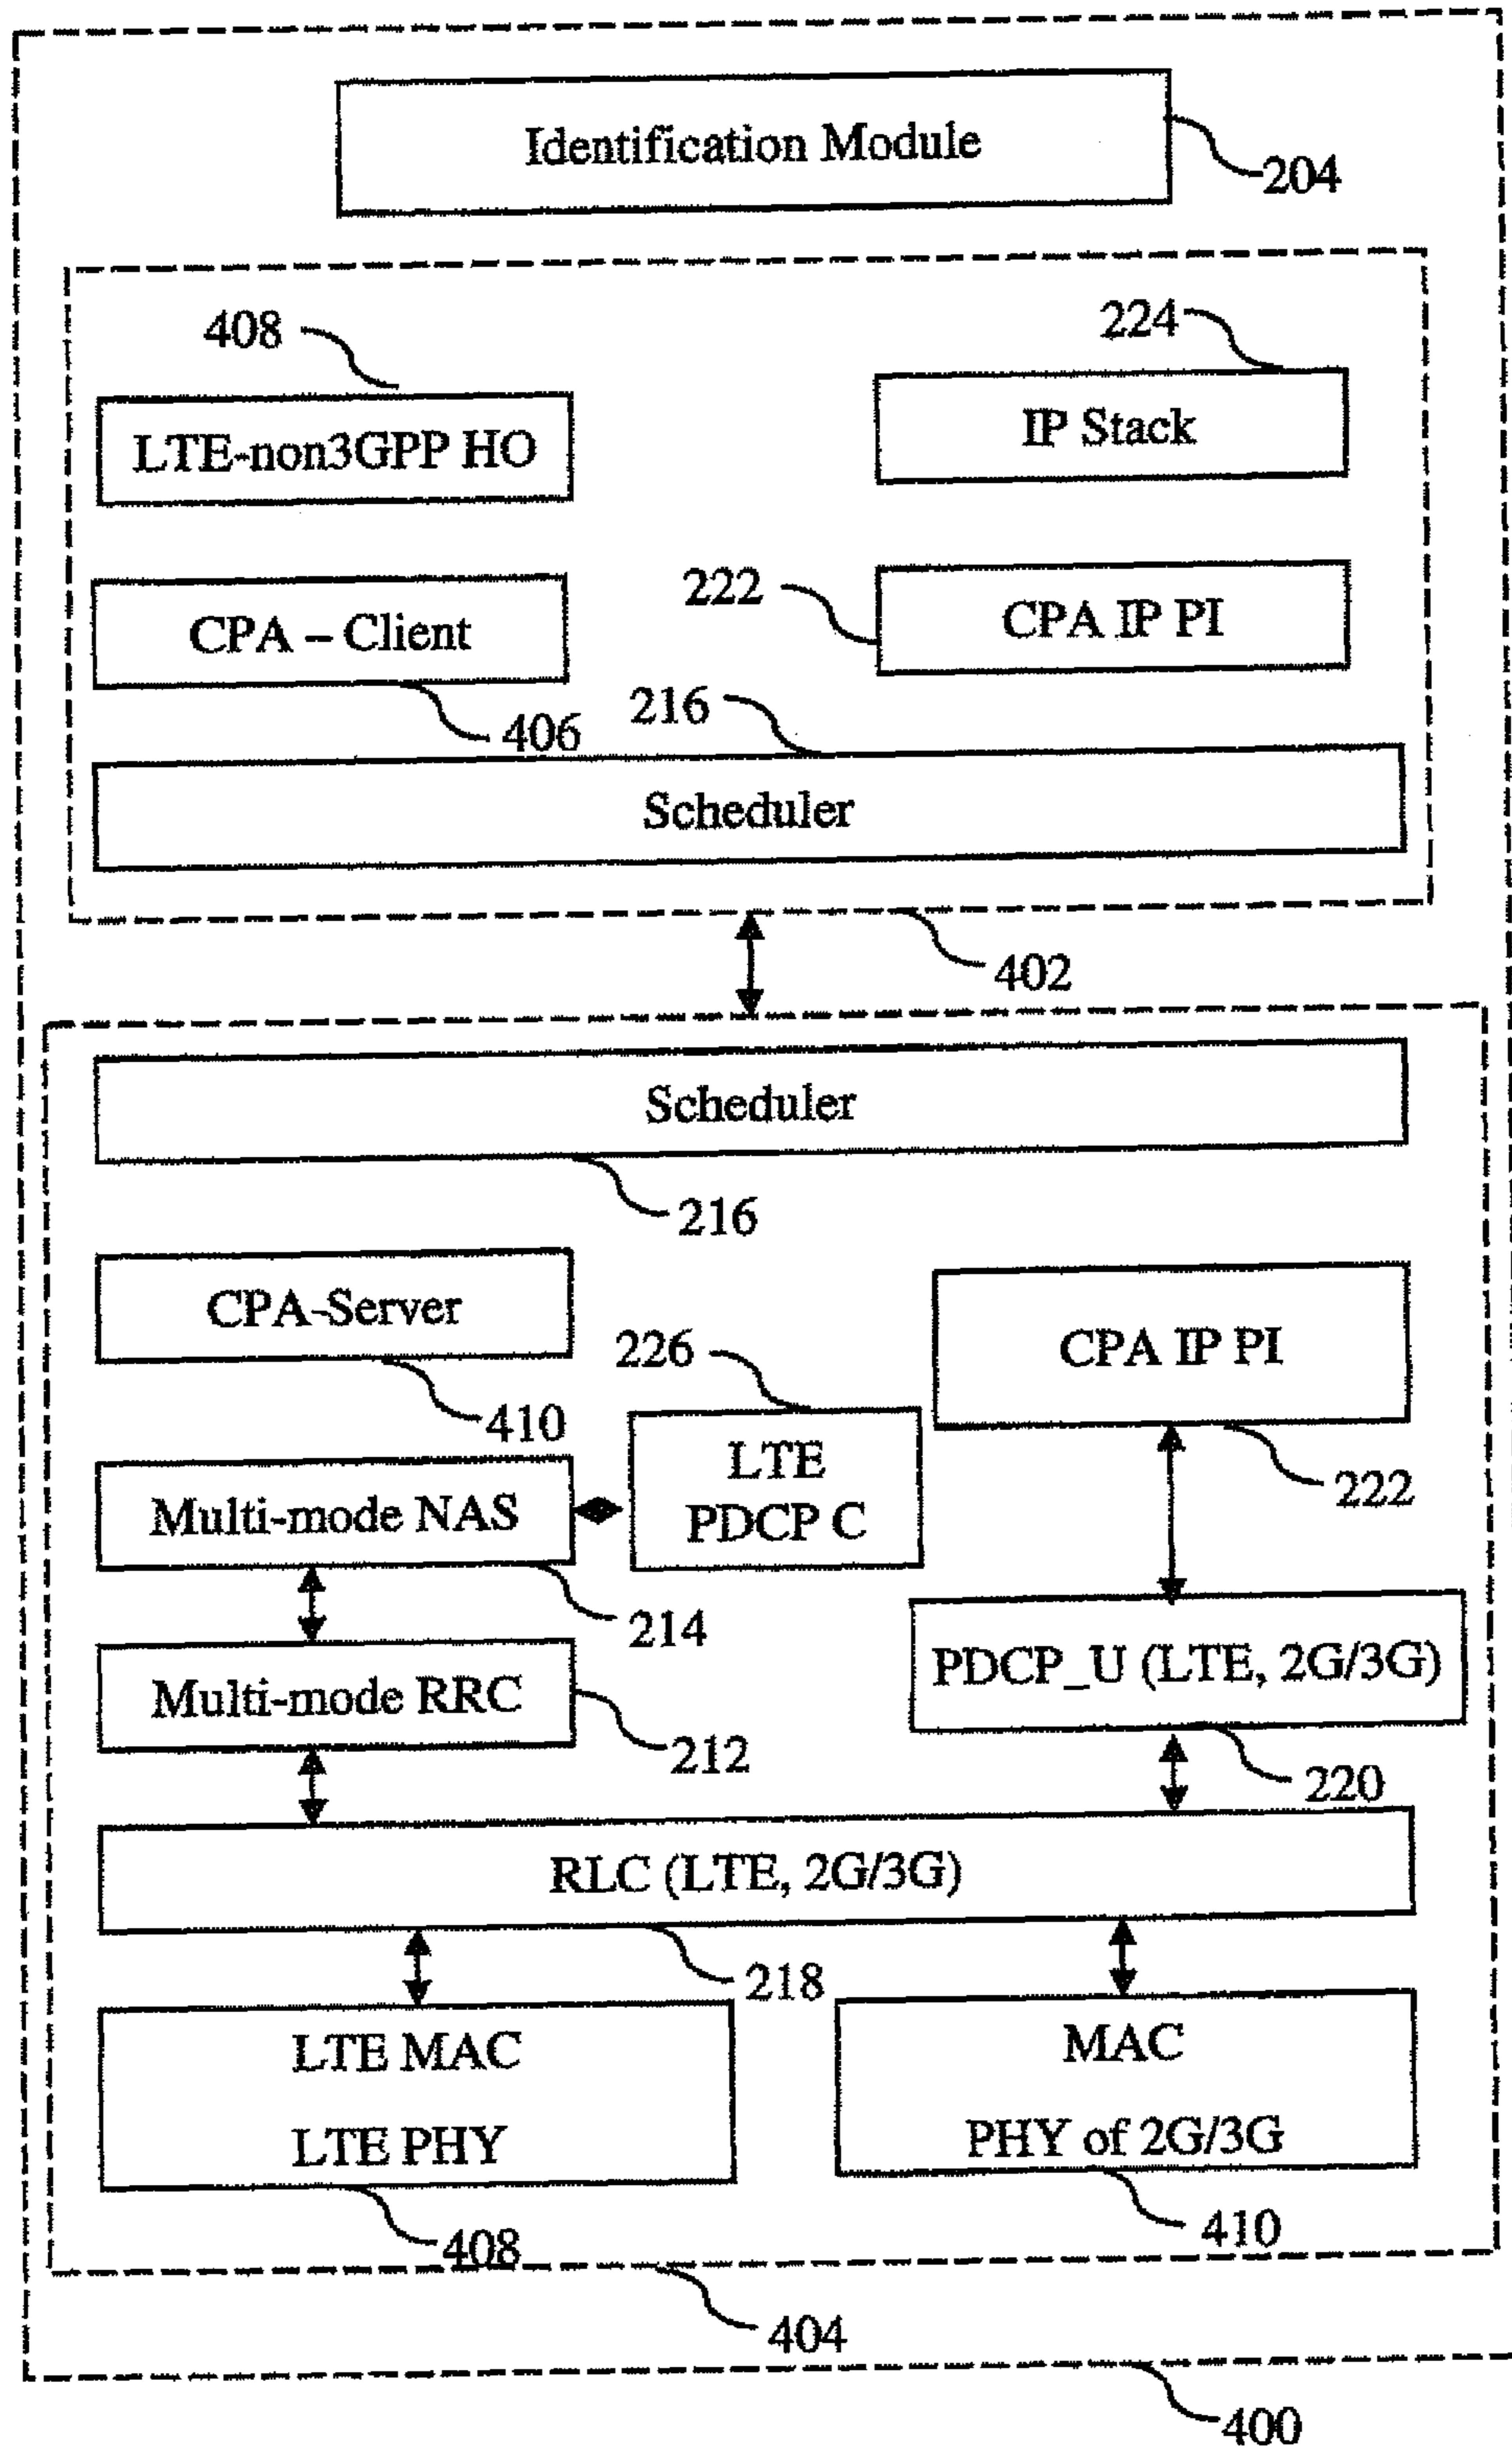 Identification Module
204
408
224
LTE-non3GPP HO
IP Stack
222
CPA – Client
CPA IP PI
216
406
Scheduler
402
Scheduler
216
CPA-Server
226
CPA IP PI
410
LTE
PDCP C
222
Multi-mode NAS
214
PDCP_U (LTE, 2G/3G)
Multi-mode RRC
212
220
RLC (LTE, 2G/3G)
218
LTE MAC
LTE PHY
MAC
PHY of 2G/3G
408
410
404
400